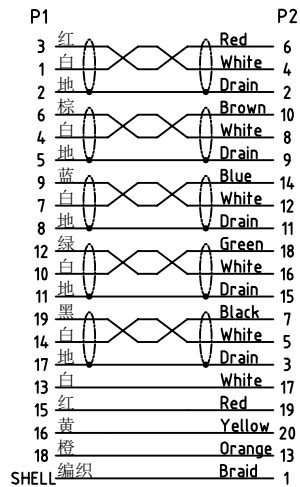 P1 P2
3 红 Red 6
1 白 White 4
2 地 Drain 2
6 棕 Brown 10
4 白 White 8
5 地 Drain 9
9 蓝 Blue 14
7 白 White 12
8 地 Drain 11
12 绿 Green 18
10 白 White 16
11 地 Drain 15
19 黑 Black 7
14 白 White 5
17 地 Drain 3
13 白 White 17
15 红 Red 19
16 黄 Yellow 20
18 橙 Orange 13
SHELL 编织 Braid 1